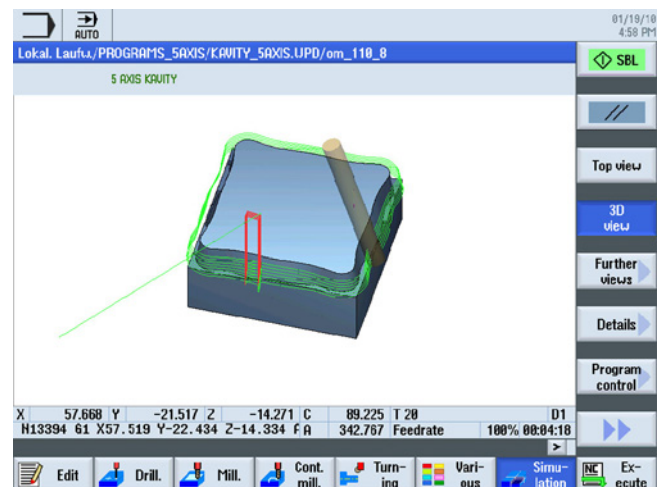 AUTO
01/19/10
4:58 PM
Lokal. Laufw./PROGRAMS_5AXIS/KAVITY_5AXIS.UPD/om_110_8
SBL
5 AXIS KAVITY
//
Top view
3D
view
Further
views
Details
Program
control
X 57.668 Y -21.517 Z -14.271 C 89.225 T 20 D1
N13394 G1 X57.519 Y-22.434 Z-14.334 A 342.767 Feedrate 100% 00:04:18
>
Edit
Drill.
Mill.
Cont.
mill.
Turn-
ing
Vari-
ous
Simu-
lation
NC
Ex-
ecute